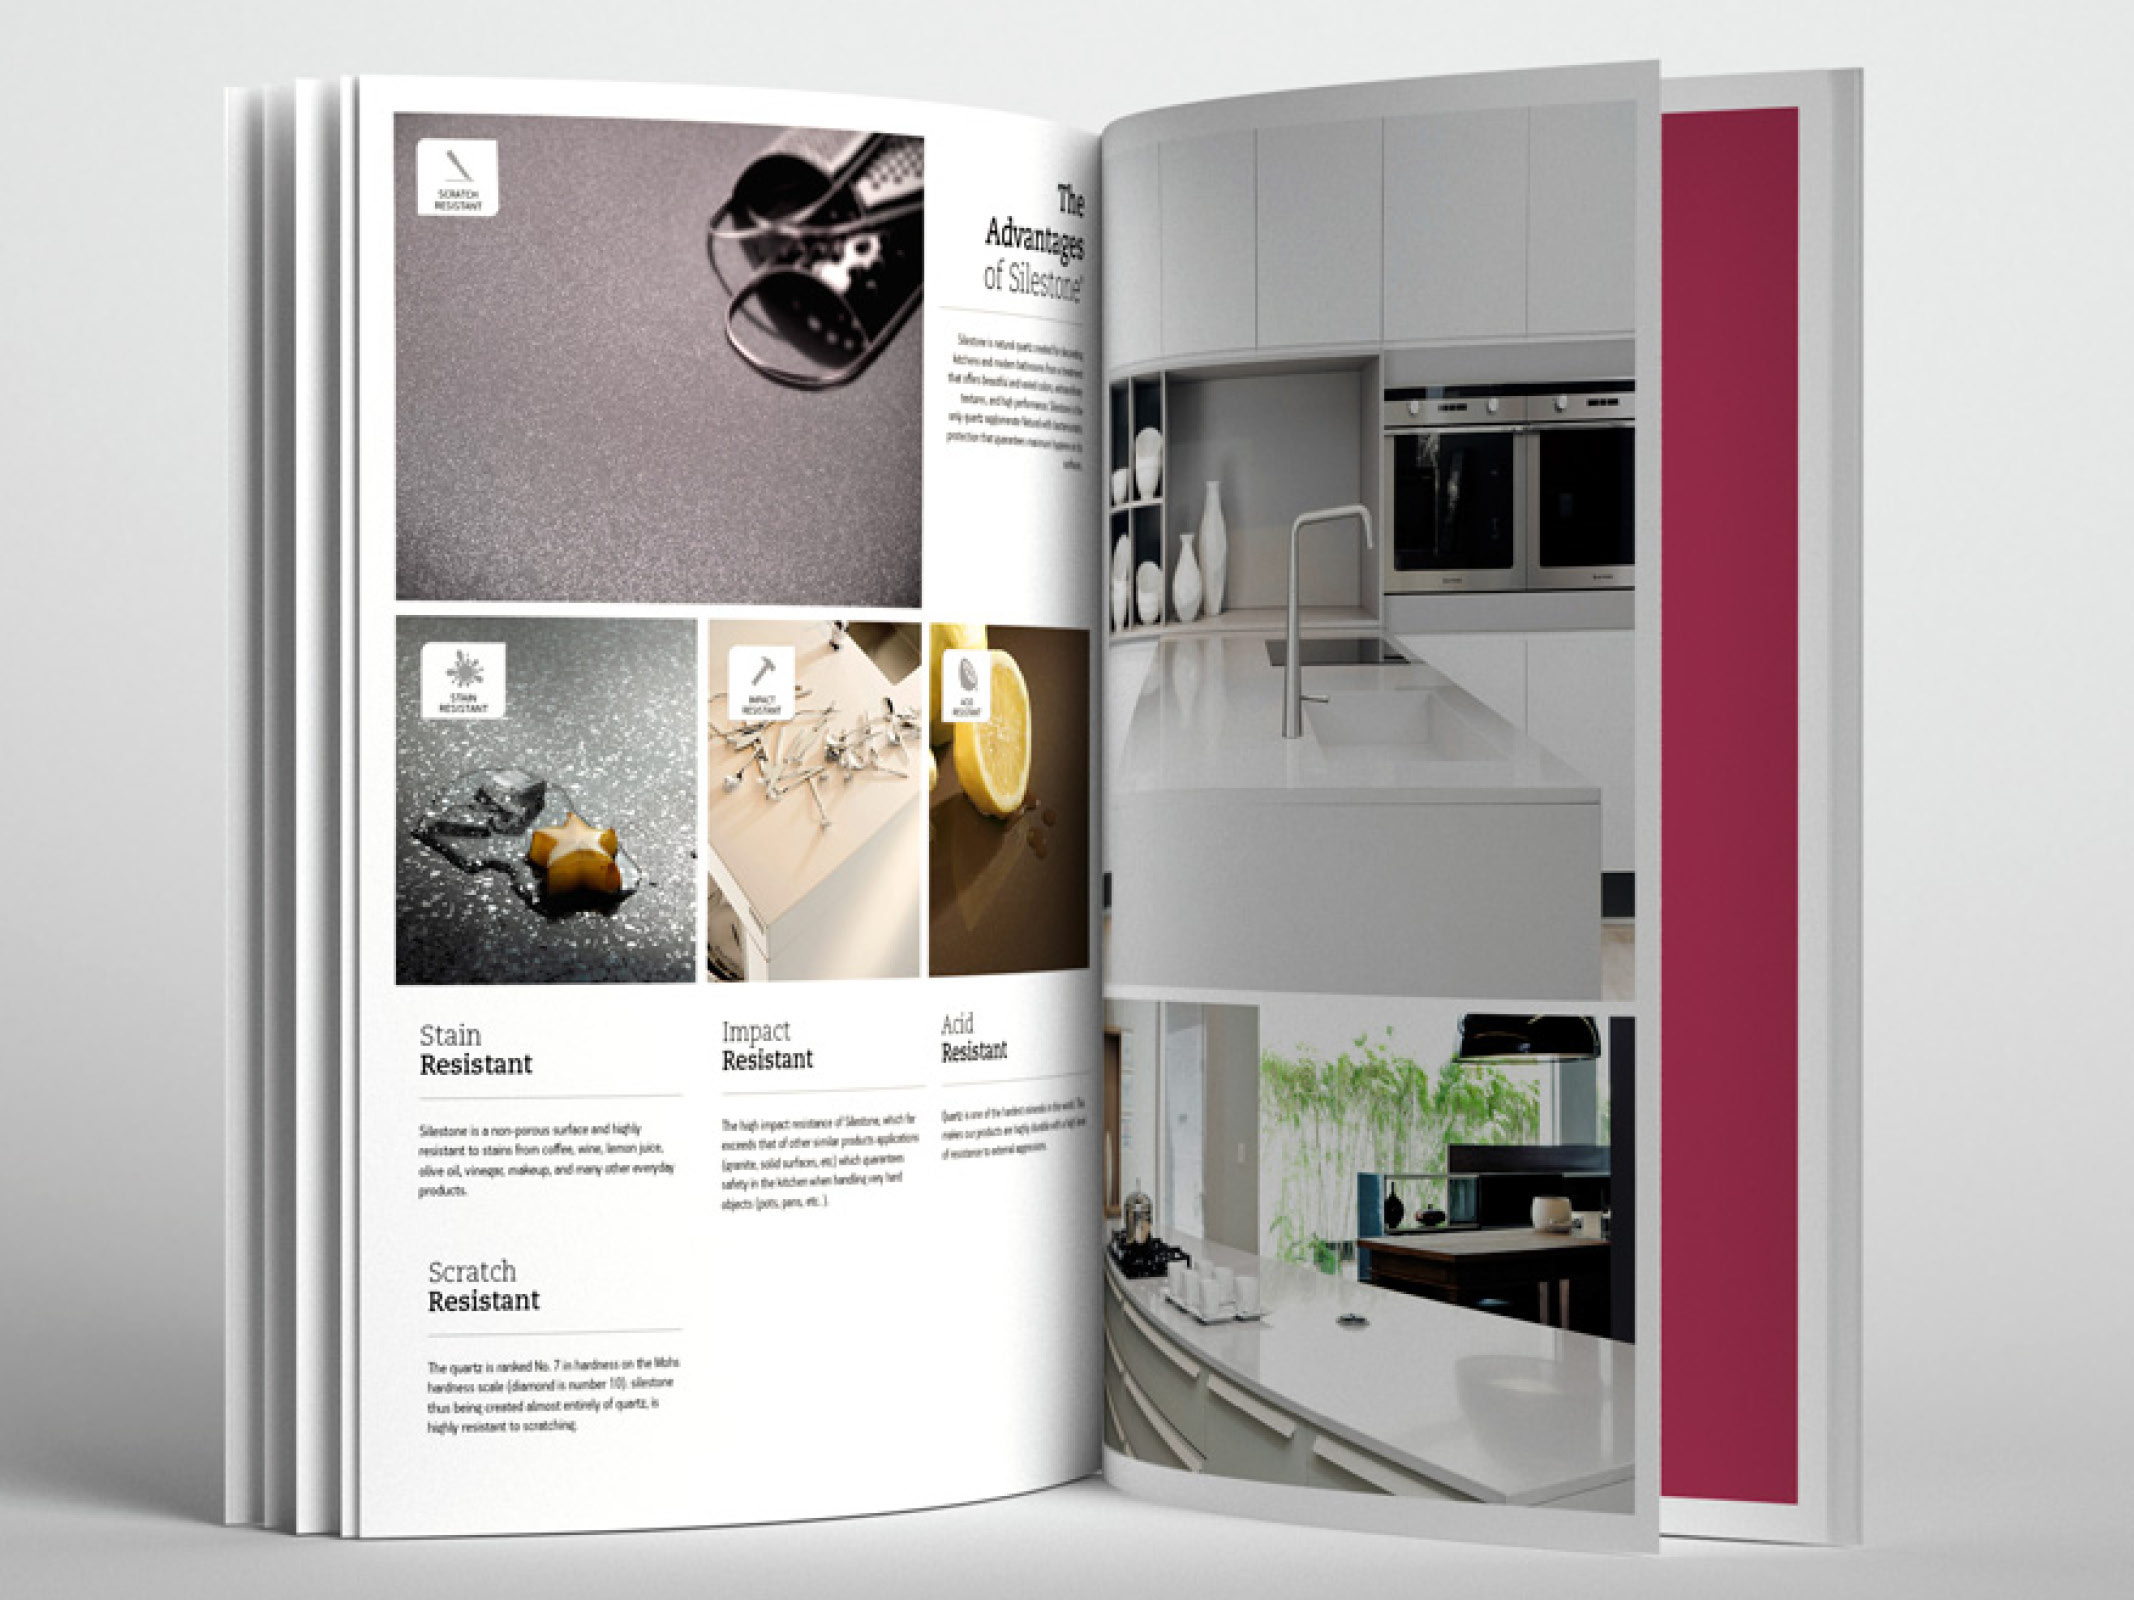 SCRATCH
RESISTANT
The
Advantages
of Silestone®
Silestone is natural quartz created for decorating
kitchens and modern bathrooms from a treatment
that offers beautiful and varied colors, extraordinary
textures, and high performance. Silestone is the
only quartz agglomerate Natural with bacteriostatic
protection that guarantees maximum hygiene on its
surfaces.
STAIN
RESISTANT
IMPACT
RESISTANT
ACID
RESISTANT
Stain
Resistant
Silestone is a non-porous surface and highly
resistant to stains from coffee, wine, lemon juice,
olive oil, vinegar, makeup, and many other everyday
products.
Impact
Resistant
The high impact resistance of Silestone, which far
exceeds that of other similar products applications
(granite, solid surfaces, etc) which guarantees
safety in the kitchen when handling very hard
objects (pots, pans, etc. ).
Acid
Resistant
Quartz is one of the hardest minerals in the world. This
makes our products are highly durable with a high level
of resistance to external aggressions.
Scratch
Resistant
The quartz is ranked No. 7 in hardness on the Mohs
hardness scale (diamond is number 10). silestone
thus being created almost entirely of quartz, is
highly resistant to scratching.